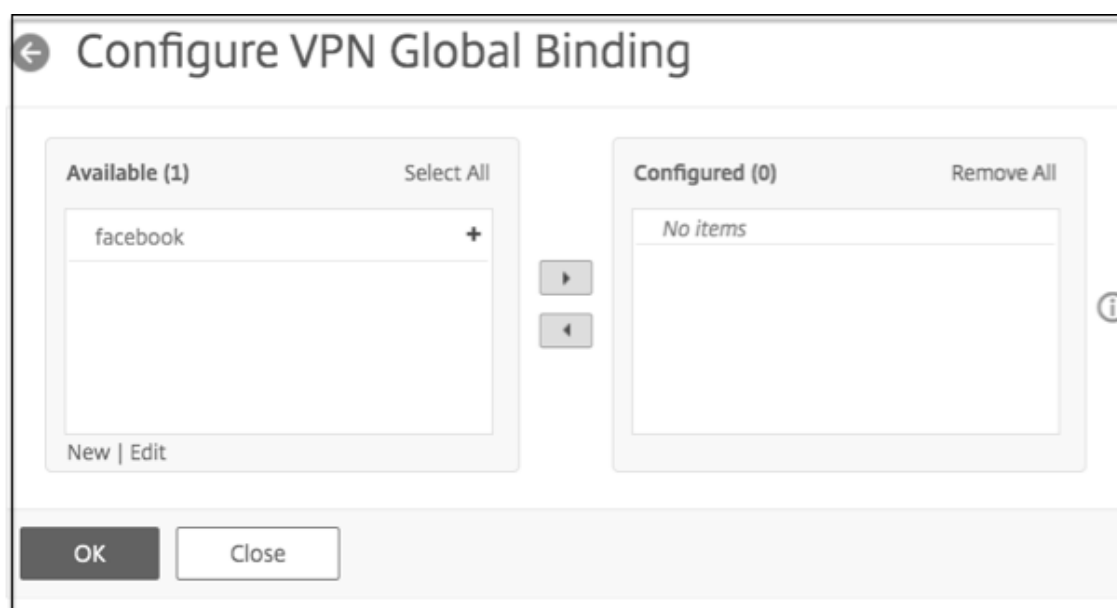 Configure VPN Global Binding
Available (1) Select All
facebook +
New | Edit
Configured (0) Remove All
No items
OK Close